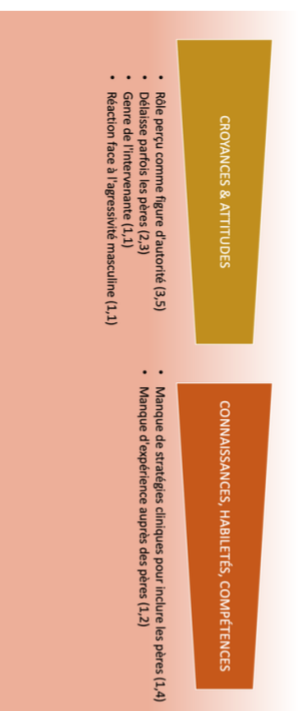 CROYANCES & ATTITUDES
• Rôle perçu comme figure d'autorité (3,5)
• Délaisse parfois les pères (2,3)
• Genre de l'intervenante (1,1)
• Réaction face à l'agressivité masculine (1,1)
CONNAISSANCES, HABILETÉS, COMPÉTENCES
• Manque de stratégies cliniques pour inclure les pères (1,4)
• Manque d'expérience auprès des pères (1,2)